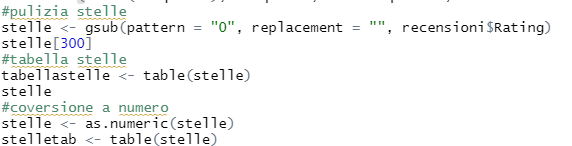 #pulizia stelle
stelle <- gsub(pattern = "0", replacement = "", recensioni$Rating)
stelle[300]
#tabella stelle
tabellastelle <- table(stelle)
stelle
#coversione a numero
stelle <- as.numeric(stelle)
stelletab <- table(stelle)